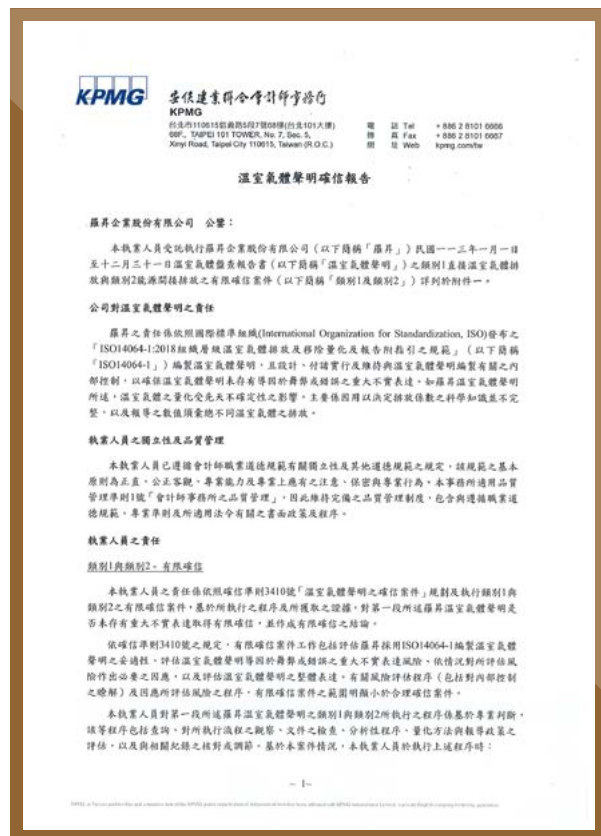 KPMG
安侯建業聯合會計師事務所
KPMG
台北市110615信義路5段7號68樓(台北101大樓)
68F., TAIPEI 101 TOWER, No. 7, Sec. 5,
Xinyi Road, Taipei City 110615, Taiwan (R.O.C.)
電 話 Tel + 886 2 8101 6666
傳 真 Fax + 886 2 8101 6667
網 址 Web kpmg.com/tw
溫室氣體聲明確信報告
羅昇企業股份有限公司 公鑒：
本執業人員受託執行羅昇企業股份有限公司（以下簡稱「羅昇」）民國一一三年一月一日
至十二月三十一日溫室氣體盤查報告書（以下簡稱「溫室氣體聲明」）之類別1直接溫室氣體排
放與類別2能源間接排放之有限確信案件（以下簡稱「類別1及類別2」）詳列於附件一。
公司對溫室氣體聲明之責任
羅昇之責任係依照國際標準組織(International Organization for Standardization, ISO)發布之
「ISO14064-1:2018組織層級溫室氣體排放及移除量化及報告附指引之規範」（以下簡稱
「ISO14064-1」）編製溫室氣體聲明，且設計、付諸實行及維持與溫室氣體聲明編製有關之內
部控制，以確保溫室氣體聲明未存有導因於舞弊或錯誤之重大不實表達。如羅昇溫室氣體聲明
所述，溫室氣體之量化受先天不確定性之影響，主要係因用以決定排放係數之科學知識並不完
整，以及報導之數值須彙總不同溫室氣體之排放。
執業人員之獨立性及品質管理
本執業人員已遵循會計師職業道德規範有關獨立性及其他道德規範之規定，該規範之基本
原則為正直、公正客觀、專業能力及專業上應有之注意、保密與專業行為。本事務所適用品質
管理準則1號「會計師事務所之品質管理」，因此維持完備之品質管理制度，包含與遵循職業道
德規範、專業準則及所適用法令有關之書面政策及程序。
執業人員之責任
類別1與類別2 - 有限確信
本執業人員之責任係依照確信準則3410號「溫室氣體聲明之確信案件」規劃及執行類別1與
類別2之有限確信案件，基於所執行之程序及所獲取之證據，對第一段所述羅昇溫室氣體聲明是
否未存有重大不實表達取得有限確信，並作成有限確信之結論。
依確信準則3410號之規定，有限確信案件工作包括評估羅昇採用ISO14064-1編製溫室氣體
聲明之妥適性、評估溫室氣體聲明導因於舞弊或錯誤之重大不實表達風險、依情況對所評估風
險作出必要之因應，以及評估溫室氣體聲明之整體表達。有關風險評估程序（包括對內部控制
之瞭解）及因應所評估風險之程序，有限確信案件之範圍明顯小於合理確信案件。
本執業人員對第一段所述羅昇溫室氣體聲明之類別1與類別2所執行之程序係基於專業判斷，
該等程序包括查詢、對所執行流程之觀察、文件之檢查、分析性程序、量化方法與報導政策之
評估，以及與相關紀錄之核對或調節。基於本案件情況，本執業人員於執行上述程序時：
~ 1~